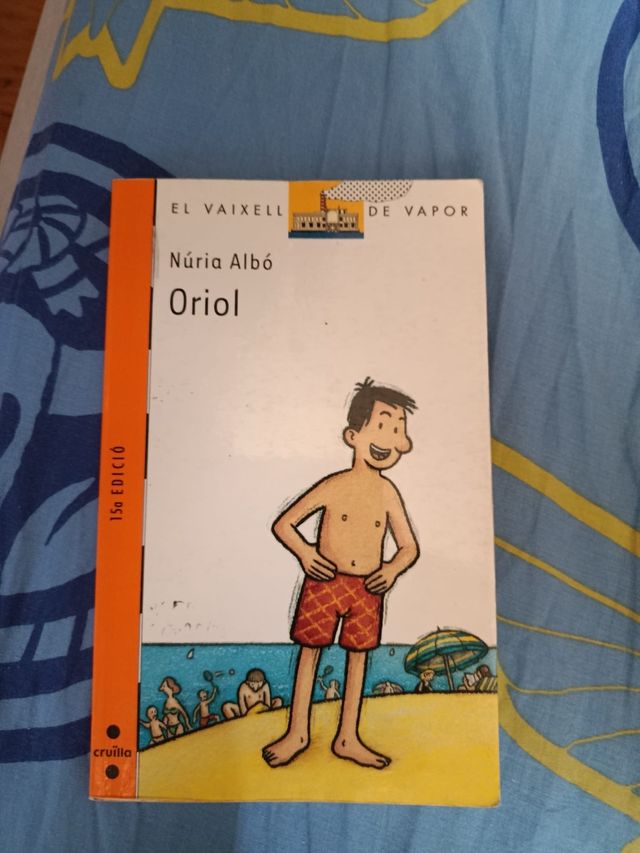 EL VAIXELL DE VAPOR
Núria Albó
Oriol
15a EDICIÓ
cruïlla